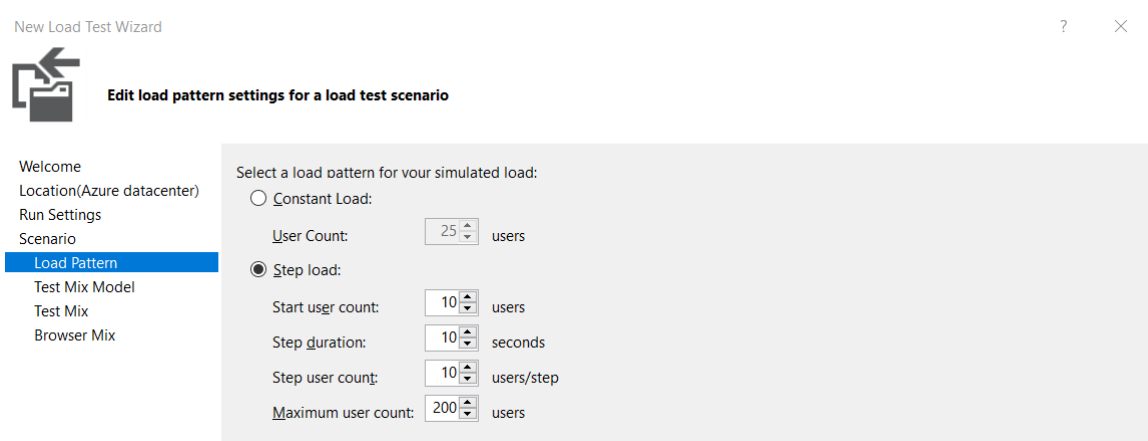 New Load Test Wizard
?
Edit load pattern settings for a load test scenario
Welcome
Location(Azure datacenter)
Run Settings
Scenario
Load Pattern
Test Mix Model
Test Mix
Browser Mix
Select a load pattern for your simulated load:
Constant Load:
User Count: 25 users
Step load:
Start user count: 10 users
Step duration: 10 seconds
Step user count: 10 users/step
Maximum user count: 200 users